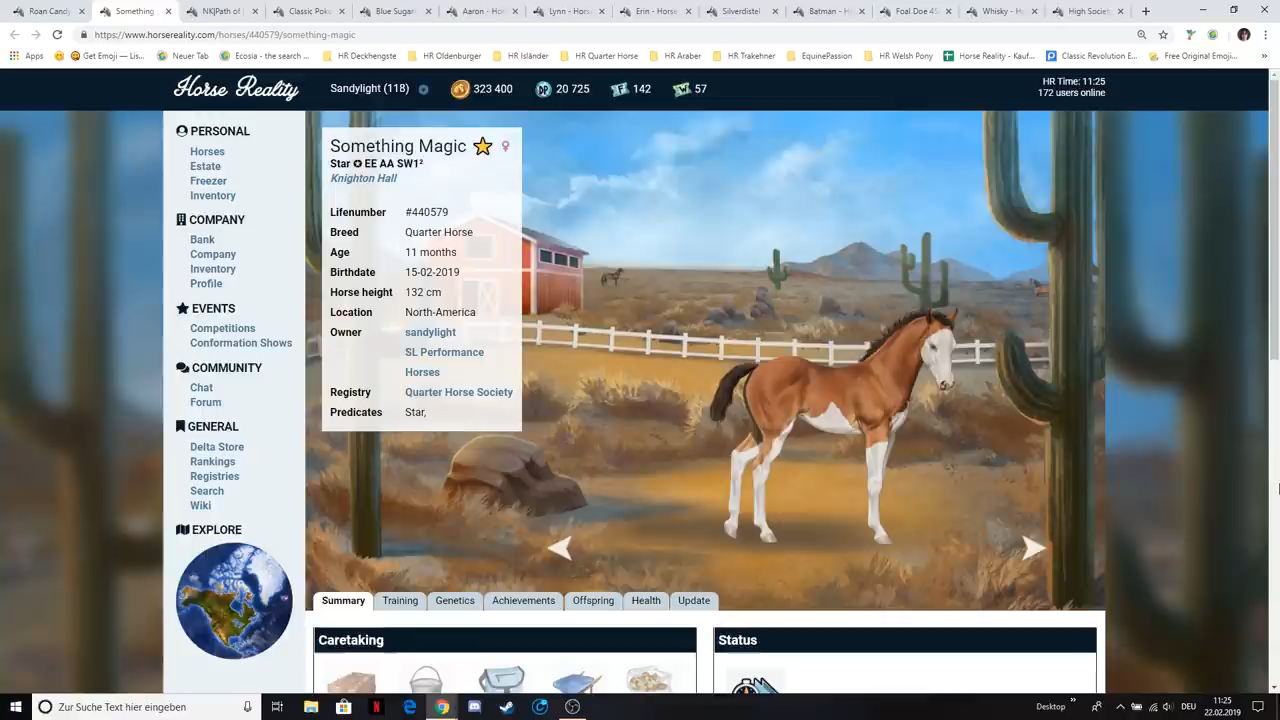 Roan Candy
Something
NK|Path of
Classic Poke
Blue Sugar
Aaron - Hor
Lynn - Hors
Erin - Horse
Silverdistel
Batman - Ho
Foal Doe 45
Whisky - Ho
High Societ
https://www.horsereality.com/horses/440579/something-magic
Apps
Get Emoji — Lis...
Neuer Tab
Ecosia - the search ...
HR Deckhengste
HR Oldenburger
HR Isländer
HR Quarter Horse
HR Araber
HR Trakehner
EquinePassion
HR Welsh Pony
Horse Reality - Kauf...
Classic Revolution E...
Free Original Emoji...
Horse Reality
Sandylight (118)
323 400
DP
20 725
142
57
HR Time: 11:25
172 users online
PERSONAL
Horses
Estate
Freezer
Inventory
COMPANY
Bank
Company
Inventory
Profile
EVENTS
Competitions
Conformation Shows
COMMUNITY
Chat
Forum
GENERAL
Delta Store
Rankings
Registries
Search
Wiki
EXPLORE
Something Magic
Star ✪ EE AA SW1²
Knighton Hall
Lifenumber #440579
Breed Quarter Horse
Age 11 months
Birthdate 15-02-2019
Horse height 132 cm
Location North-America
Owner sandylight
SL Performance
Horses
Registry Quarter Horse Society
Predicates Star,
Summary
Training
Genetics
Achievements
Offspring
Health
Update
Caretaking
Status
Zur Suche Text hier eingeben
Desktop
DEU
11:25
22.02.2019